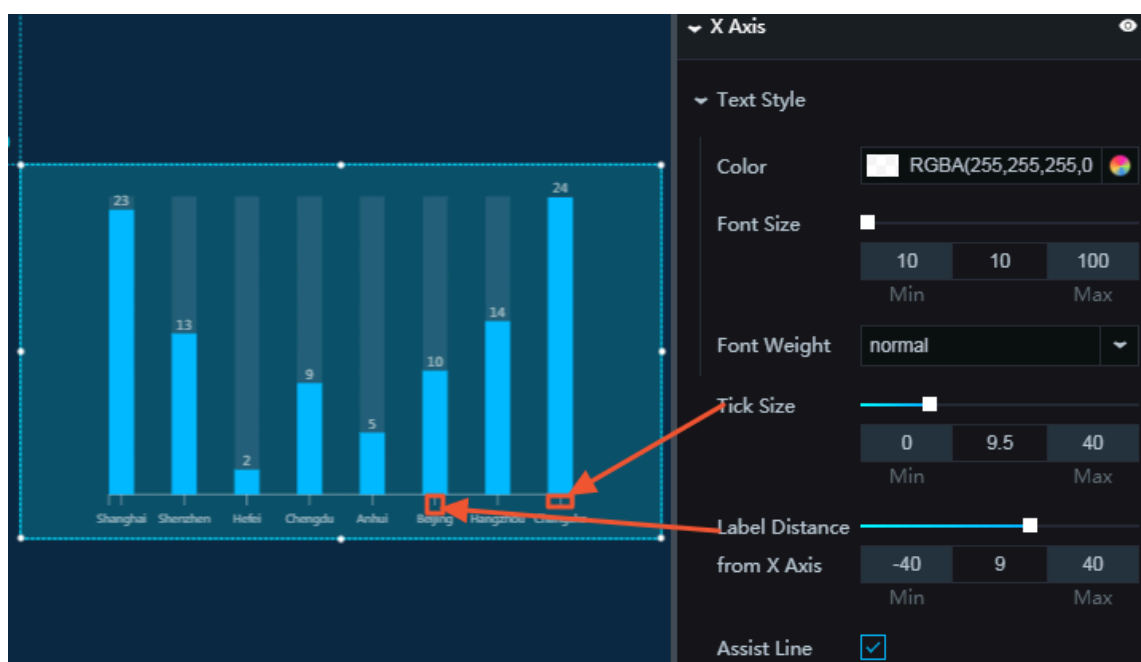 23
13
2
9
5
10
14
24
Shanghai Shenzhen Hefei Chengdu Anhui Beijing Hangzhou
X Axis
Text Style
Color RGBA(255,255,255,0
Font Size
10 10 100
Min Max
Font Weight normal
Tick Size
0 9.5 40
Min Max
Label Distance
from X Axis -40 9 40
Min Max
Assist Line